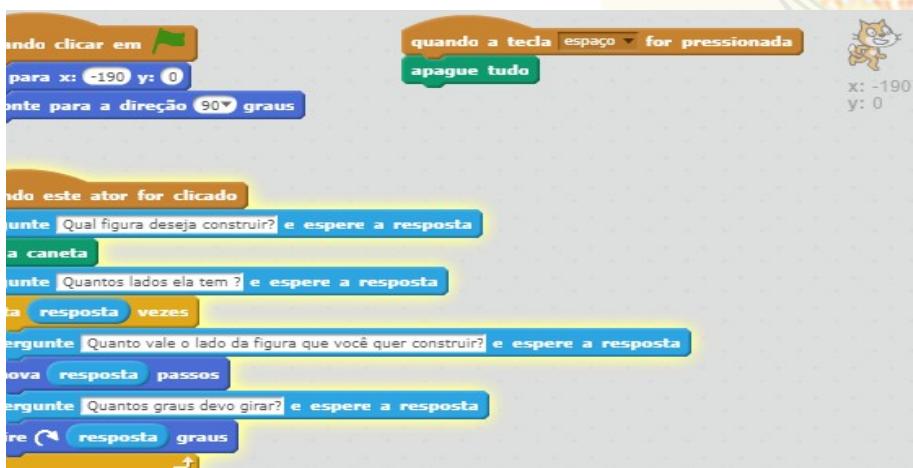 ndo clicar em
para x: -190 y: 0
nte para a direção 90 graus
quando a tecla espaço for pressionada
apague tudo
x: -190
y: 0
do este ator for clicado
unte Qual figura deseja construir? e espere a resposta
a caneta
unte Quantos lados ela tem ? e espere a resposta
ta resposta vezes
ergunte Quanto vale o lado da figura que você quer construir? e espere a resposta
ova resposta passos
ergunte Quantos graus devo girar? e espere a resposta
ire resposta graus